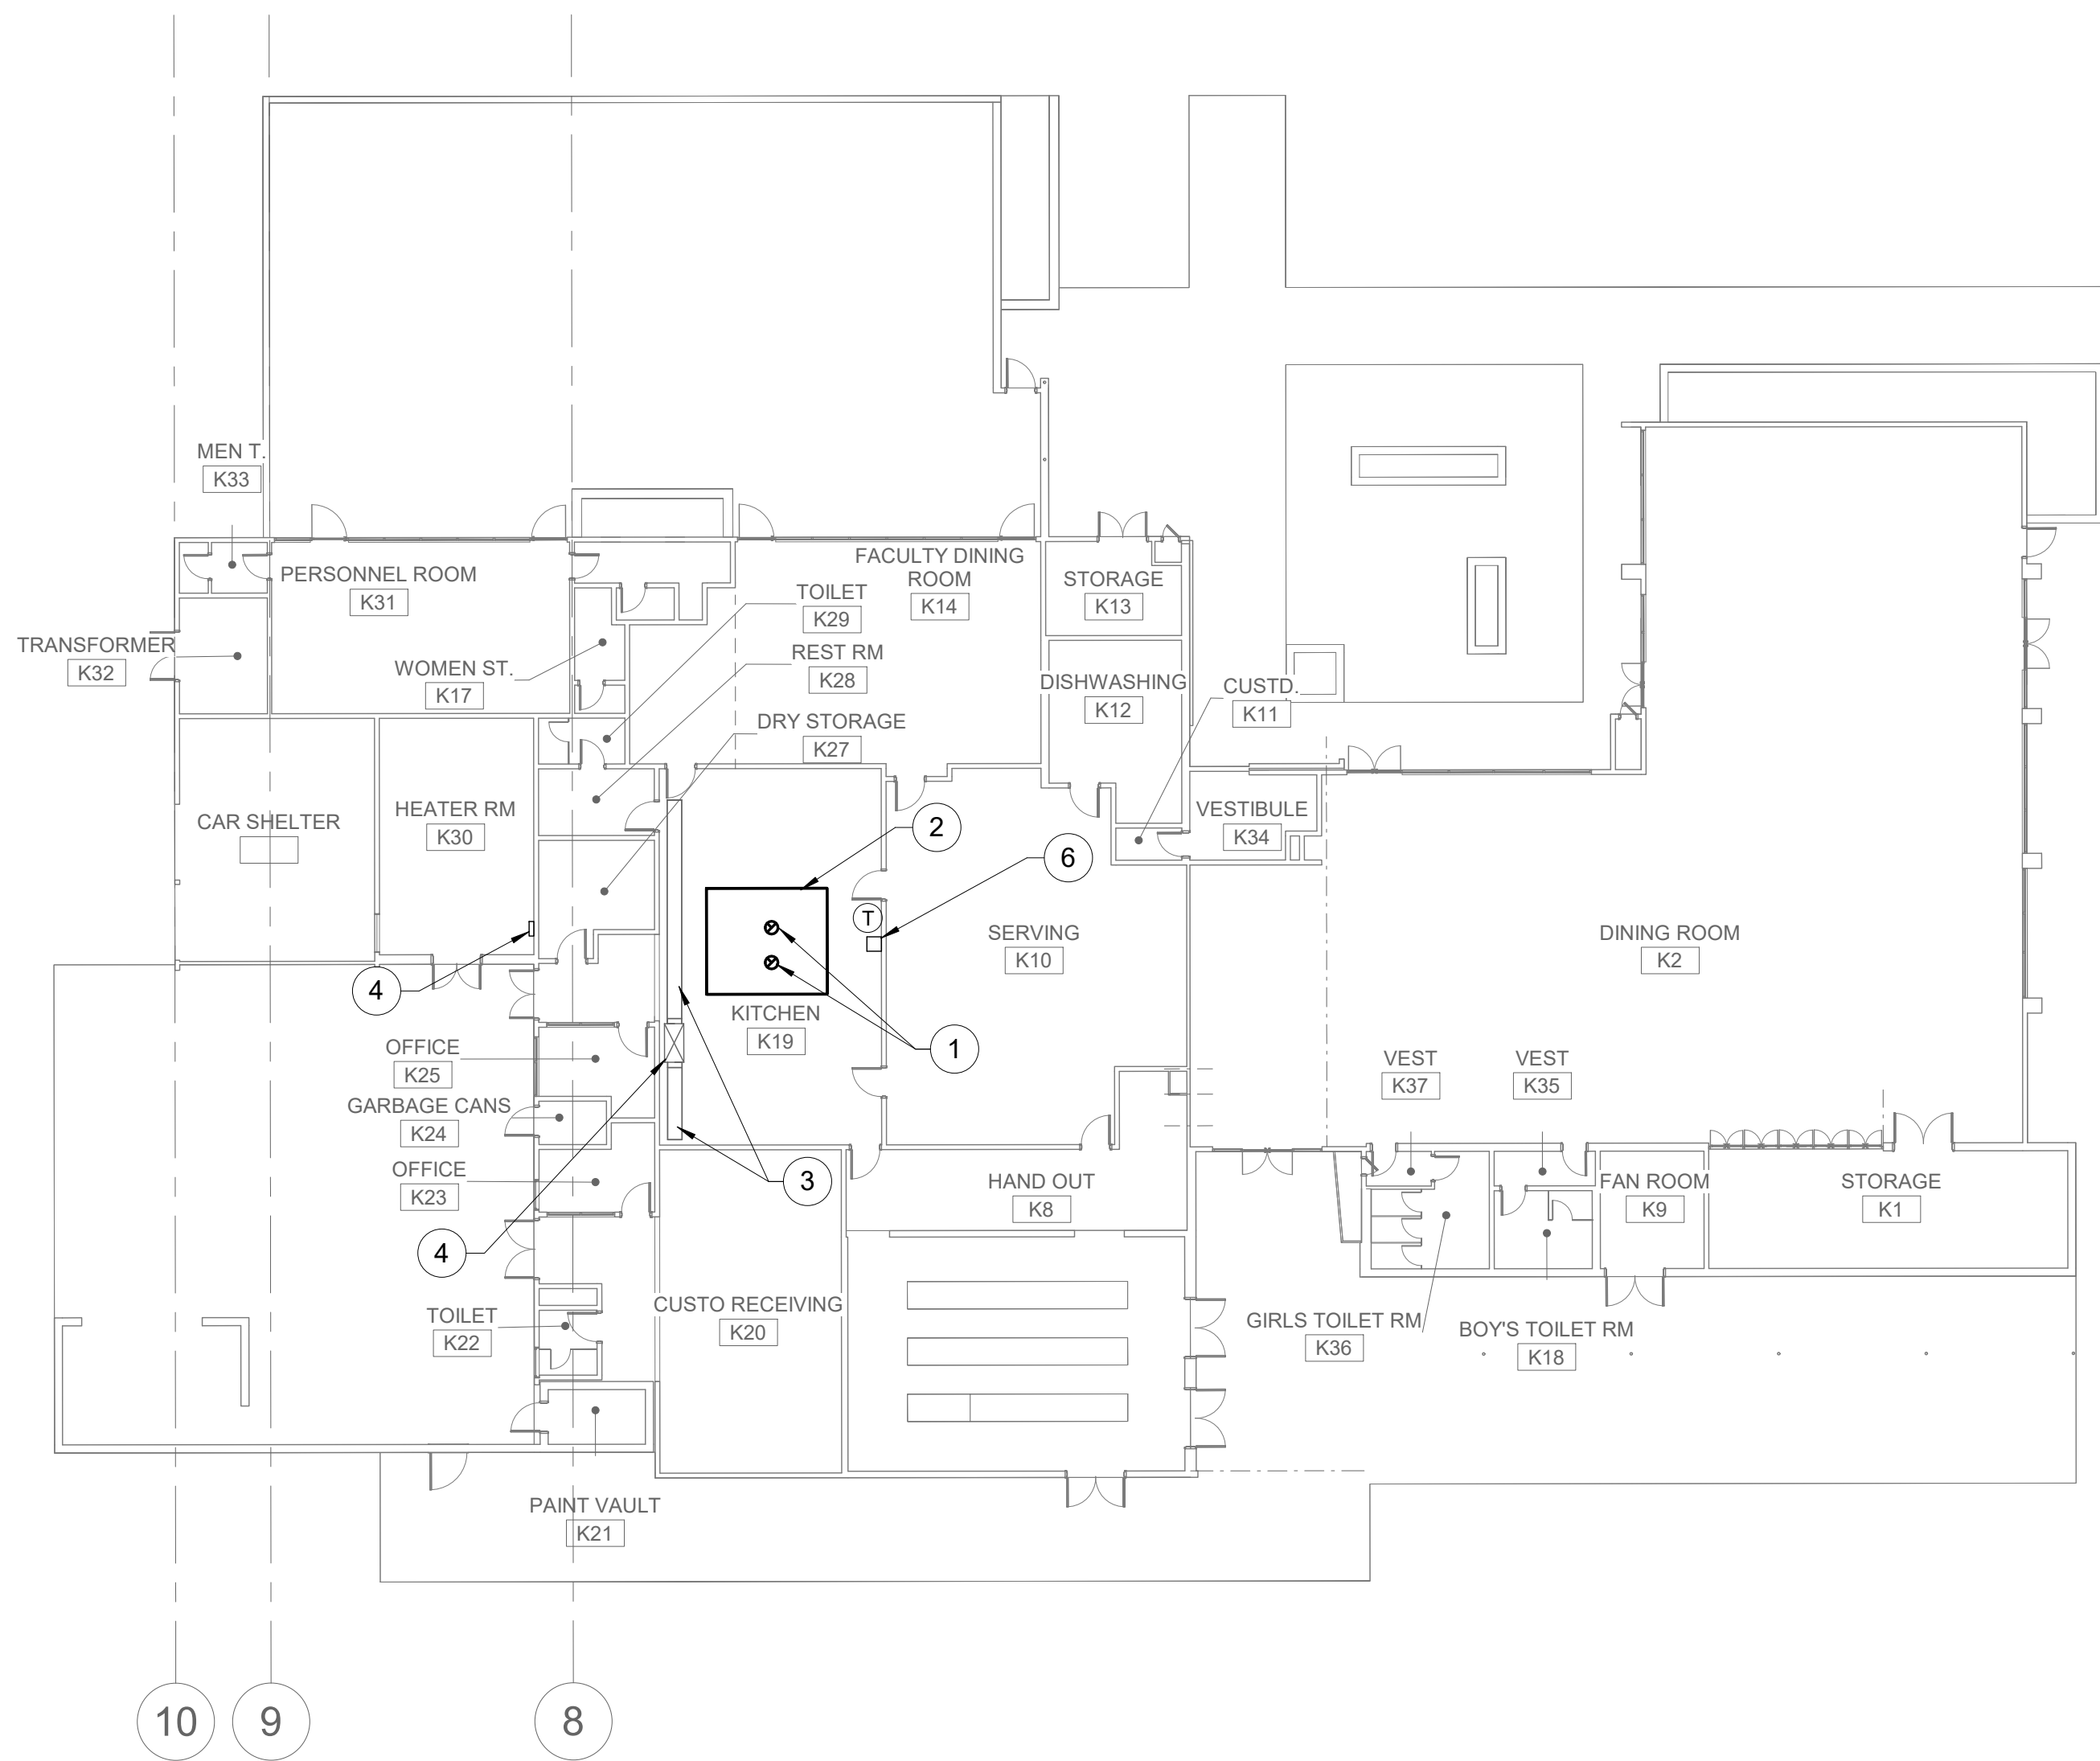 MEN T.
K33
PERSONNEL ROOM
K31
FACULTY DINING
ROOM
K14
STORAGE
K13
TOILET
K29
TRANSFORMER
K32
WOMEN ST.
K17
REST RM
K28
DISHWASHING
K12
CUSTD.
K11
DRY STORAGE
K27
CAR SHELTER
HEATER RM
K30
2
VESTIBULE
K34
6
T
SERVING
K10
DINING ROOM
K2
4
KITCHEN
K19
1
OFFICE
K25
VEST
K37
VEST
K35
GARBAGE CANS
K24
OFFICE
K23
3
HAND OUT
K8
FAN ROOM
K9
STORAGE
K1
4
CUSTO RECEIVING
K20
TOILET
K22
GIRLS TOILET RM
K36
BOY'S TOILET RM
K18
PAINT VAULT
K21
10
9
8